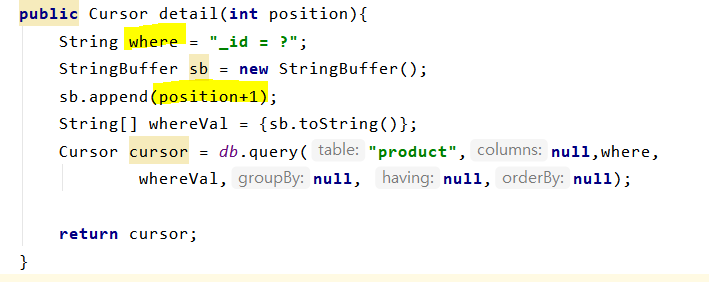 public Cursor detail(int position){
String where = "_id = ?";
StringBuffer sb = new StringBuffer();
sb.append(position+1);
String[] whereVal = {sb.toString()};
Cursor cursor = db.query( table: "product", columns: null,where,
whereVal, groupBy: null, having: null, orderBy: null);
return cursor;
}